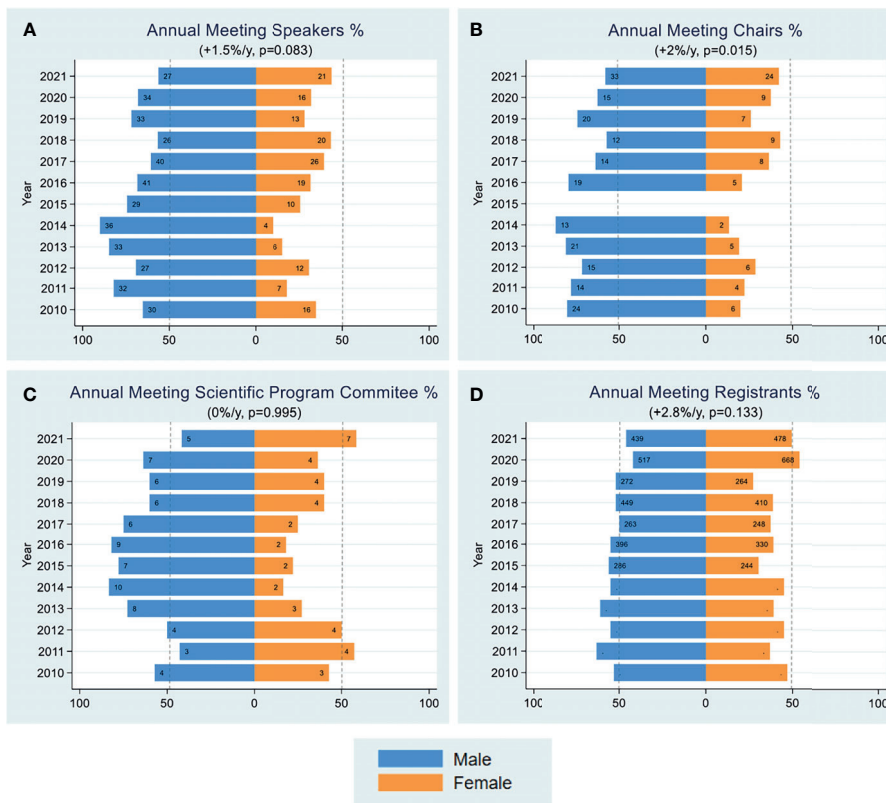 A
Annual Meeting Speakers %
(+1.5%/y, p=0.083)
Year
2021 27 21
2020 34 16
2019 33 13
2018 26 20
2017 40 26
2016 41 19
2015 29 10
2014 36 4
2013 33 6
2012 27 12
2011 32 7
2010 30 16
100 50 0 50 100
B
Annual Meeting Chairs %
(+2%/y, p=0.015)
Year
2021 33 24
2020 15 9
2019 20 7
2018 12 9
2017 14 8
2016 19 5
2015
2014 13 2
2013 21 5
2012 15 6
2011 14 4
2010 24 6
100 50 0 50 100
C
Annual Meeting Scientific Program Commitee %
(0%/y, p=0.995)
Year
2021 5 7
2020 7 4
2019 6 4
2018 6 4
2017 6 2
2016 9 2
2015 7 2
2014 10 2
2013 8 3
2012 4 4
2011 3 4
2010 4 3
100 50 0 50 100
D
Annual Meeting Registrants %
(+2.8%/y, p=0.133)
Year
2021 439 478
2020 517 668
2019 272 264
2018 449 410
2017 263 248
2016 396 330
2015 286 244
2014 . .
2013 . .
2012 . .
2011 . .
2010 . .
100 50 0 50 100
Male
Female